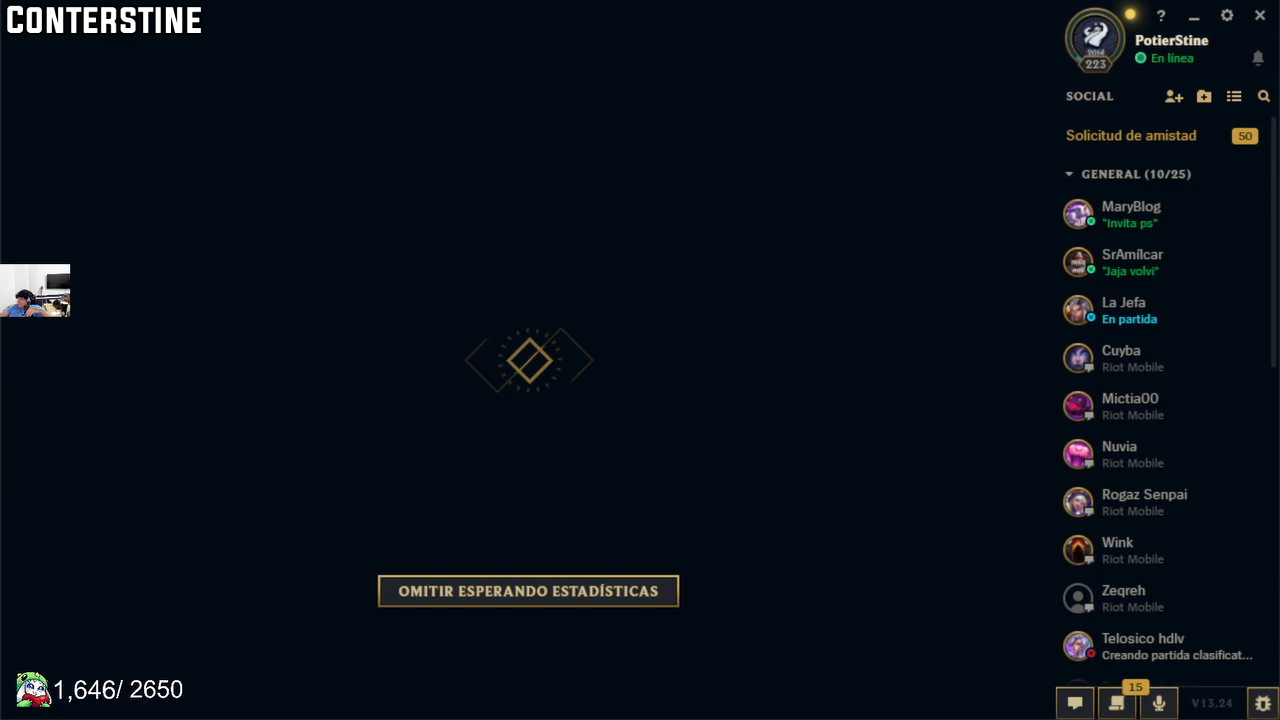 CONTERSTINE
?
PotierStine
2014
223
En línea
SOCIAL
Solicitud de amistad
50
GENERAL (10/25)
MaryBlog
"Invita ps"
SrAmílcar
"Jaja volvi"
La Jefa
En partida
Cuyba
Riot Mobile
Mictia00
Riot Mobile
Nuvia
Riot Mobile
Rogaz Senpai
Riot Mobile
Wink
Riot Mobile
Zeqreh
Riot Mobile
Telosico hdlv
Creando partida clasificat...
OMITIR ESPERANDO ESTADÍSTICAS
1,646/ 2650
15
V13.24